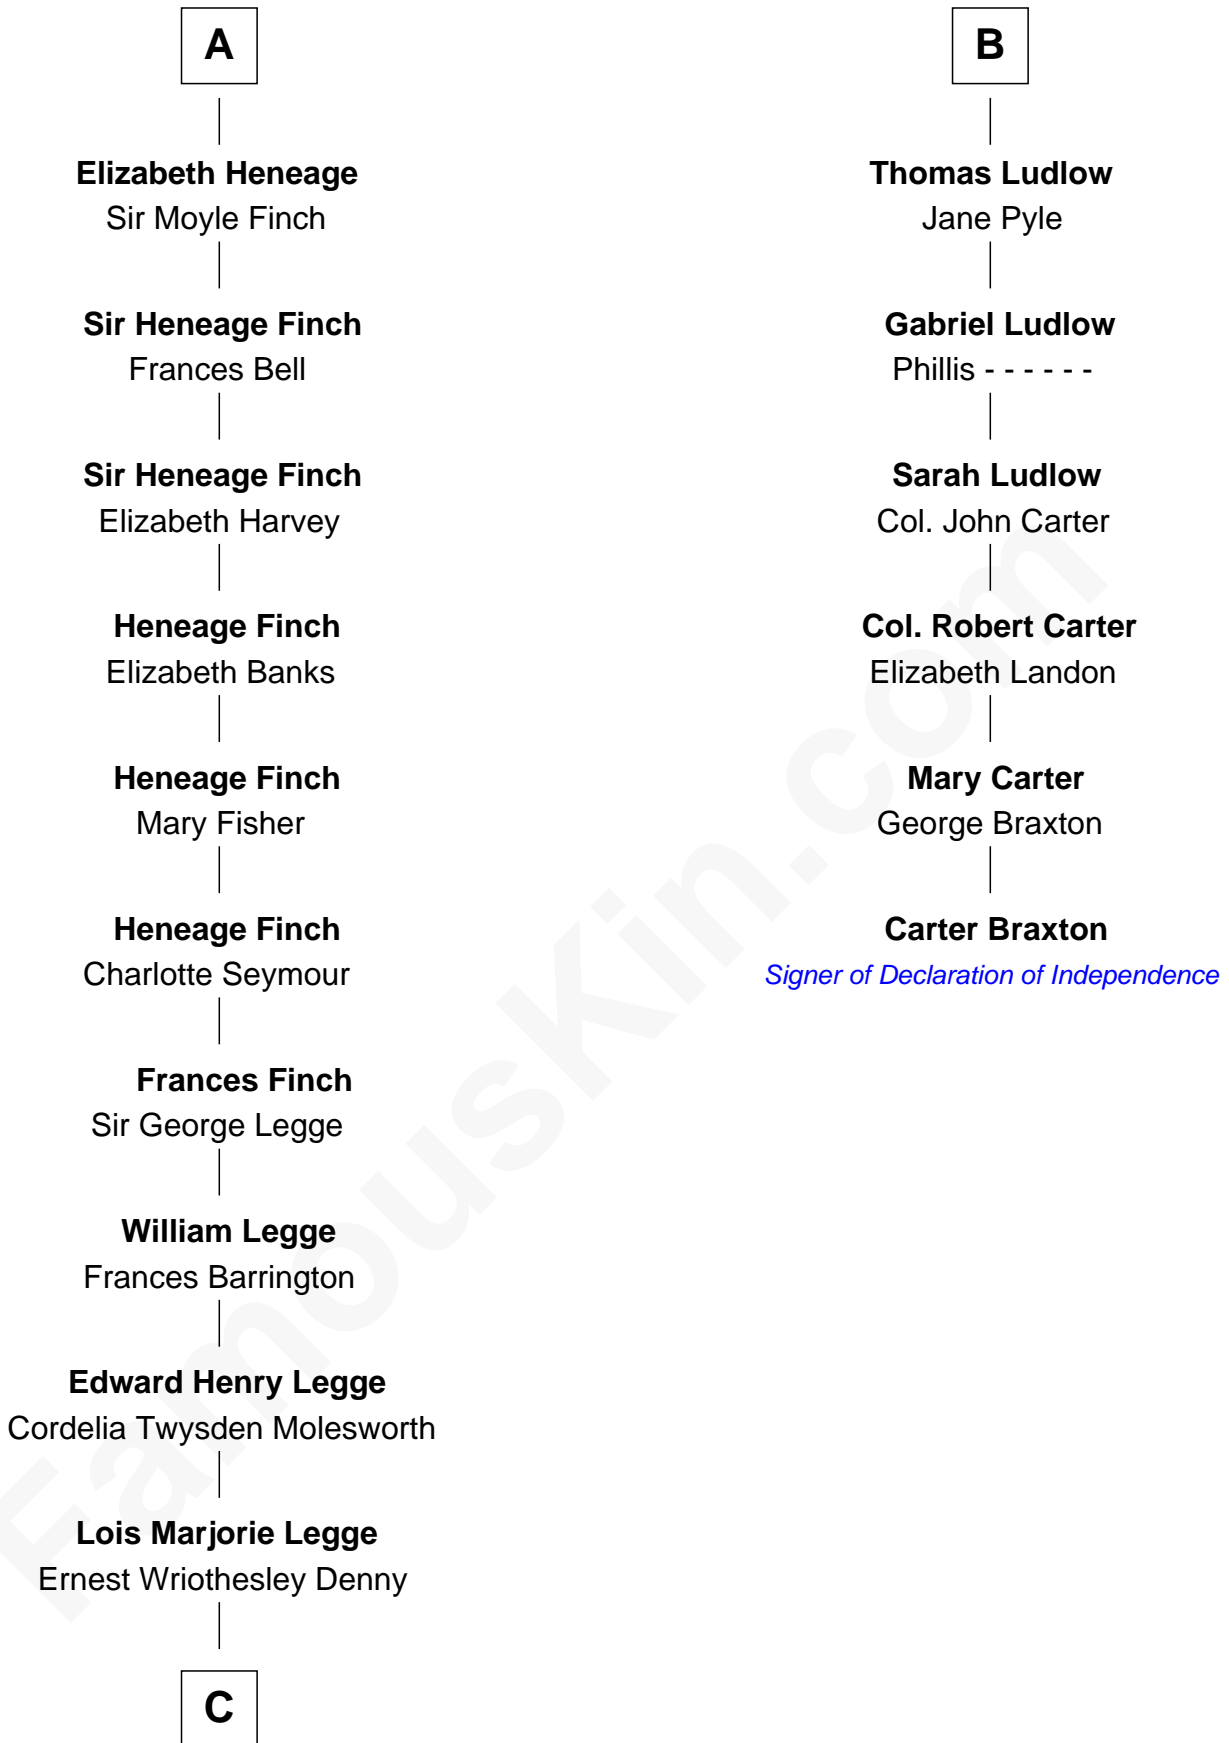 A
Elizabeth Heneage
Sir Moyle Finch
Sir Heneage Finch
Frances Bell
Sir Heneage Finch
Elizabeth Harvey
Heneage Finch
Elizabeth Banks
Heneage Finch
Mary Fisher
Heneage Finch
Charlotte Seymour
Frances Finch
Sir George Legge
William Legge
Frances Barrington
Edward Henry Legge
Cordelia Twysden Molesworth
Lois Marjorie Legge
Ernest Wriothesley Denny
C
B
Thomas Ludlow
Jane Pyle
Gabriel Ludlow
Phillis - - - - - -
Sarah Ludlow
Col. John Carter
Col. Robert Carter
Elizabeth Landon
Mary Carter
George Braxton
Carter Braxton
Signer of Declaration of Independence
FamousKin.com